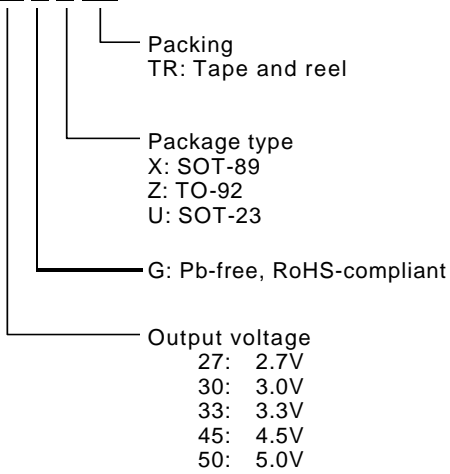 Packing
TR: Tape and reel
Package type
X: SOT-89
Z: TO-92
U: SOT-23
G: Pb-free, RoHS-compliant
Output voltage
27: 2.7V
30: 3.0V
33: 3.3V
45: 4.5V
50: 5.0V